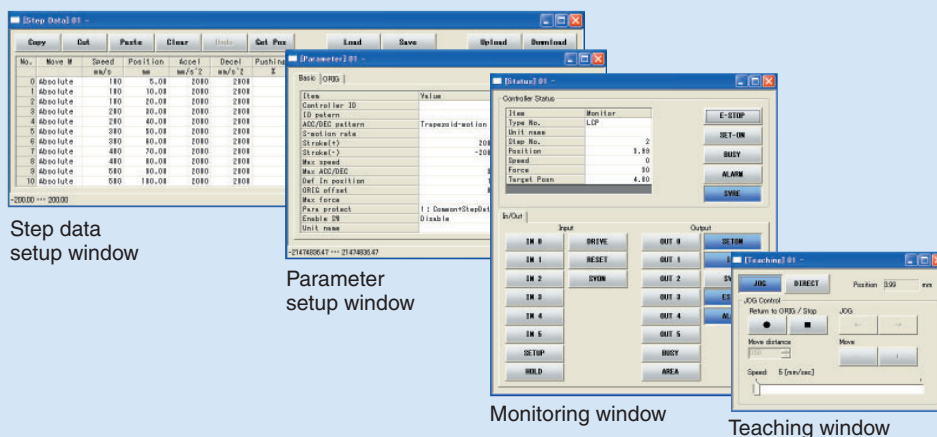 [Step Data] 01 -
Copy Cut Paste Clear Undo Get Pos Load Save Upload Download
No. Move M Speed Position Accel Decel Pushing
mm/s mm mm/s^2 mm/s^2 %
0 Absolute 100 5.00 2000 2000
1 Absolute 100 10.00 2000 2000
2 Absolute 100 20.00 2000 2000
3 Absolute 200 30.00 2000 2000
4 Absolute 200 40.00 2000 2000
5 Absolute 300 50.00 2000 2000
6 Absolute 300 60.00 2000 2000
7 Absolute 400 70.00 2000 2000
8 Absolute 400 80.00 2000 2000
9 Absolute 500 90.00 2000 2000
10 Absolute 500 100.00 2000 2000
-200.00 --- 200.00
Step data
setup window
[Parameter] 01 -
Basic ORIG
Item Value
Controller ID
ID patern
ACC/DEC pattern Trapezoid-motion
S-motion rate
Stroke(+) 200
Stroke(-) -200
Max speed
Max ACC/DEC
Def In position
ORIG offset
Max force
Para protect 1 : Common+StepDat
Enable SW Disable
Unit name
-21474836.47 --- 21474836.47
Parameter
setup window
[Status] 01 -
Controller Status
Item Monitor
Type No. LEP
Unit name
Step No. 2
Position 3.99
Speed 0
Force
Target Posn 4.00
E-STOP
SET-ON
BUSY
ALARM
SVRE
In/Out
Input Output
IN 0 DRIVE OUT 0 SETON
IN 1 RESET OUT 1
IN 2 SVON OUT 2
IN 3 OUT 3
IN 4 OUT 4
IN 5 OUT 5
SETUP BUSY
HOLD AREA
Monitoring window
[Teaching] 01 -
JOG DIRECT Position 3.99 mm
JOG Control
Return to ORIG / Stop JOG
Move distance Move
Speed 5 [mm/sec]
Teaching window